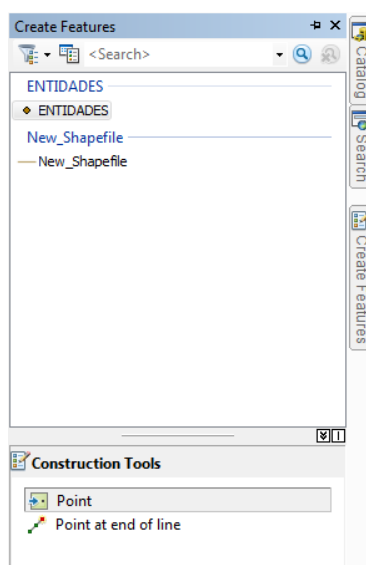 Create Features
<Search>
ENTIDADES
ENTIDADES
New_Shapefile
New_Shapefile
Construction Tools
Point
Point at end of line
Catalog
Search
Create Features